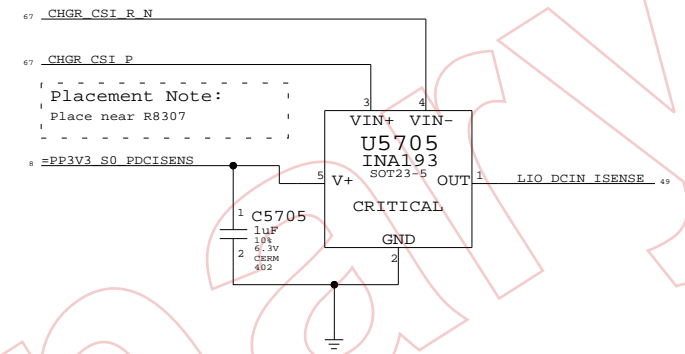 67 CHGR_CSI_R_N
67 CHGR_CSI_P
Placement Note:
Place near R8307
3 4
VIN+ VIN-
U5705
INA193
SOT23-5
8 =PP3V3_S0_PDCISENS
5 V+ OUT 1 LIO_DCIN_ISENSE 49
CRITICAL
GND
2
1 C5705
1uF
10%
6.3V
2 CERM
402